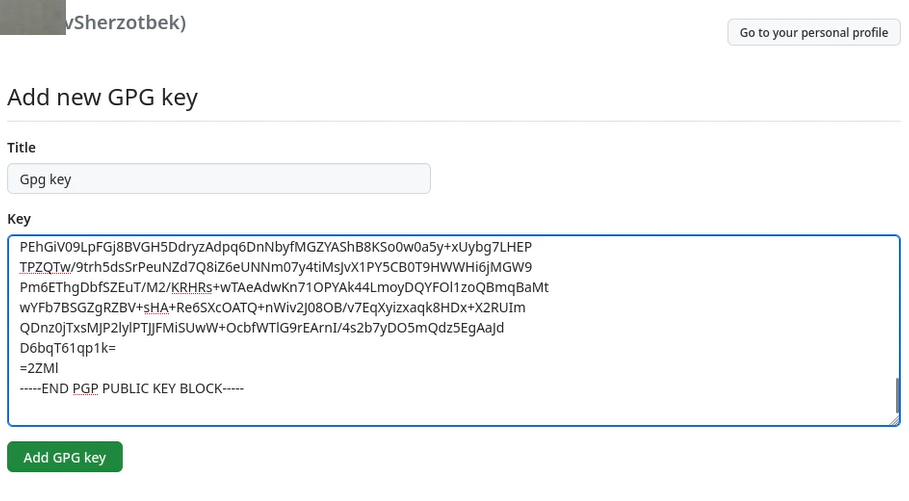 vSherzotbek)
Go to your personal profile
Add new GPG key
Title
Gpg key
Key
PEhGiV09LpFGj8BVGH5DdryzAdpq6DnNbyfMGZYAShB8KSo0w0a5y+xUybg7LHEP
TPZQTw/9trh5dsSrPeuNZd7Q8iZ6eUNNm07y4tiMsJvX1PY5CB0T9HWWHi6jMGW9
Pm6EThgDbfSZEuT/M2/KRHRs+wTAeAdwKn71OPYAk44LmoyDQYFOl1zoQBmqBaMt
wYFb7BSGZgRZBV+sHA+Re6SXcOATQ+nWiv2J08OB/v7EqXyizxaqk8HDx+X2RUIm
QDnz0jTxsMJP2lylPTJJFMiSUwW+OcbfWTlG9rEArnI/4s2b7yDO5mQdz5EgAaJd
D6bqT61qp1k=
=2ZMl
-----END PGP PUBLIC KEY BLOCK-----
Add GPG key